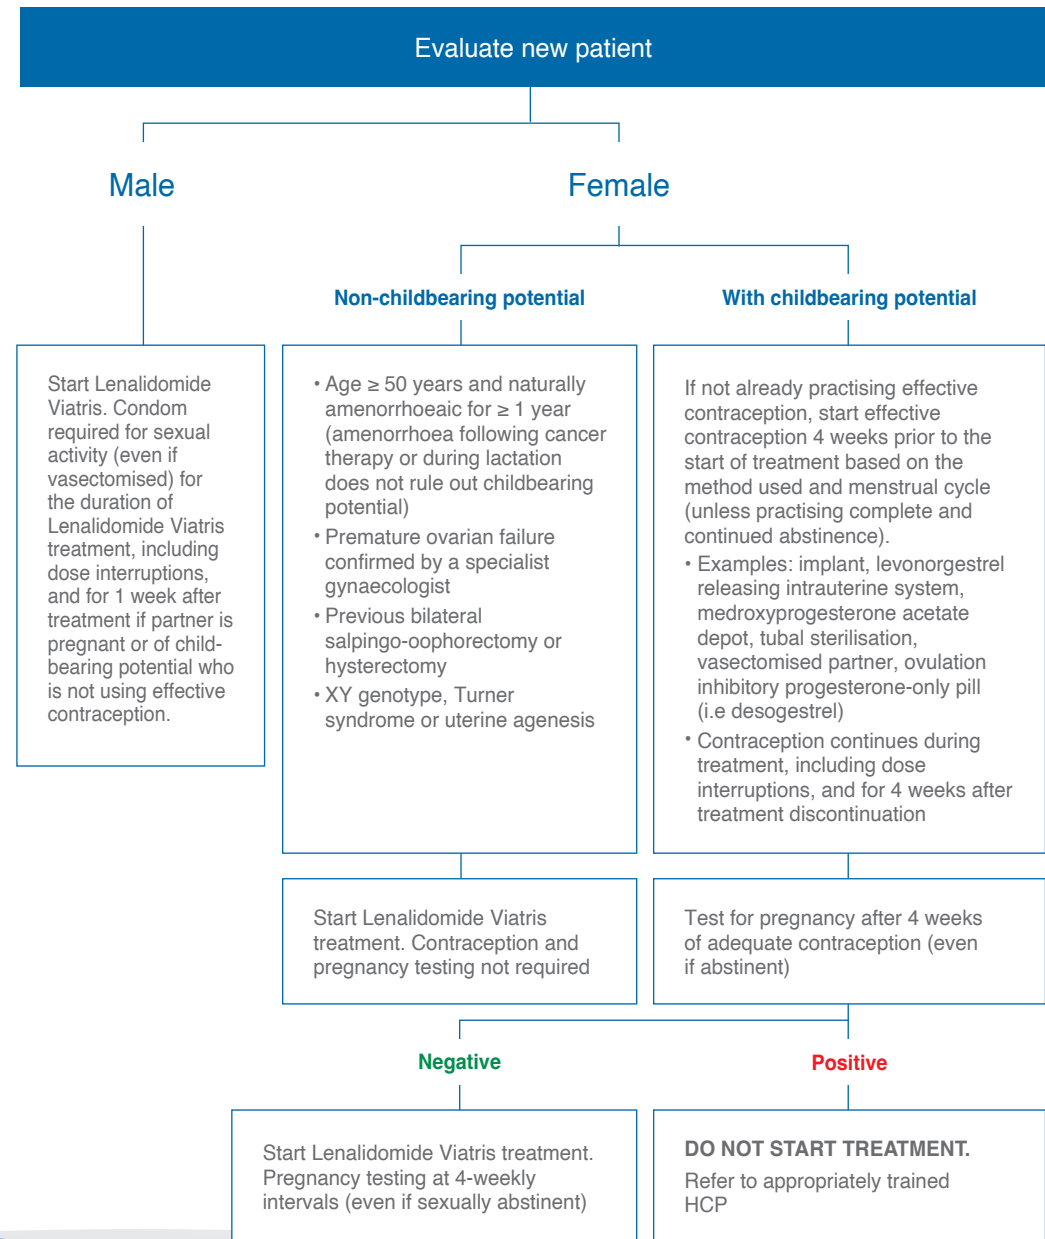 Evaluate new patient
Male
Female
Non-childbearing potential
With childbearing potential
Start Lenalidomide
Viatris. Condom
required for sexual
activity (even if
vasectomised) for
the duration of
Lenalidomide Viatris
treatment, including
dose interruptions,
and for 1 week after
treatment if partner is
pregnant or of child-
bearing potential who
is not using effective
contraception.
• Age ≥ 50 years and naturally
amenorrhoeaic for ≥ 1 year
(amenorrhoea following cancer
therapy or during lactation
does not rule out childbearing
potential)
• Premature ovarian failure
confirmed by a specialist
gynaecologist
• Previous bilateral
salpingo-oophorectomy or
hysterectomy
• XY genotype, Turner
syndrome or uterine agenesis
If not already practising effective
contraception, start effective
contraception 4 weeks prior to the
start of treatment based on the
method used and menstrual cycle
(unless practising complete and
continued abstinence).
• Examples: implant, levonorgestrel
releasing intrauterine system,
medroxyprogesterone acetate
depot, tubal sterilisation,
vasectomised partner, ovulation
inhibitory progesterone-only pill
(i.e desogestrel)
• Contraception continues during
treatment, including dose
interruptions, and for 4 weeks after
treatment discontinuation
Start Lenalidomide Viatris
treatment. Contraception and
pregnancy testing not required
Test for pregnancy after 4 weeks
of adequate contraception (even
if abstinent)
Negative
Positive
Start Lenalidomide Viatris treatment.
Pregnancy testing at 4-weekly
intervals (even if sexually abstinent)
DO NOT START TREATMENT.
Refer to appropriately trained
HCP